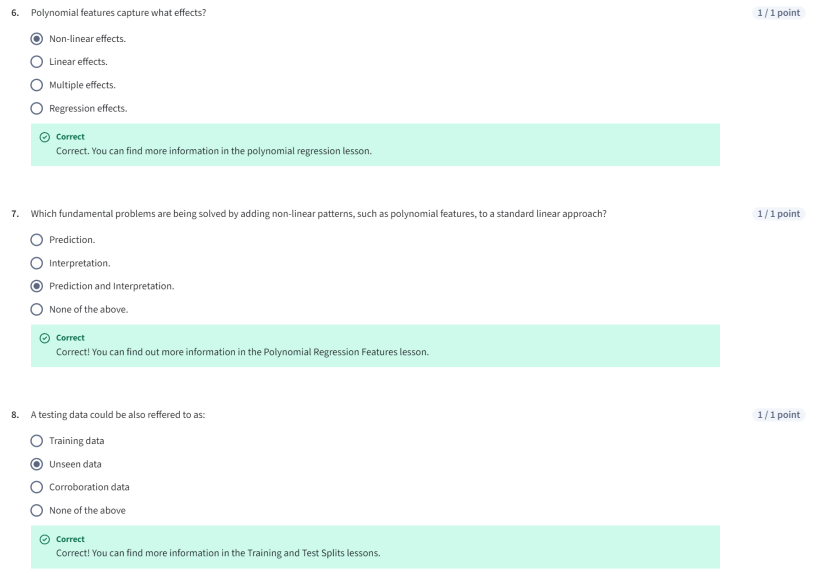 6. Polynomial features capture what effects? 1 / 1 point
Non-linear effects.
Linear effects.
Multiple effects.
Regression effects.
Correct
Correct. You can find more information in the polynomial regression lesson.
7. Which fundamental problems are being solved by adding non-linear patterns, such as polynomial features, to a standard linear approach? 1 / 1 point
Prediction.
Interpretation.
Prediction and Interpretation.
None of the above.
Correct
Correct! You can find out more information in the Polynomial Regression Features lesson.
8. A testing data could be also reffered to as: 1 / 1 point
Training data
Unseen data
Corroboration data
None of the above
Correct
Correct! You can find more information in the Training and Test Splits lessons.